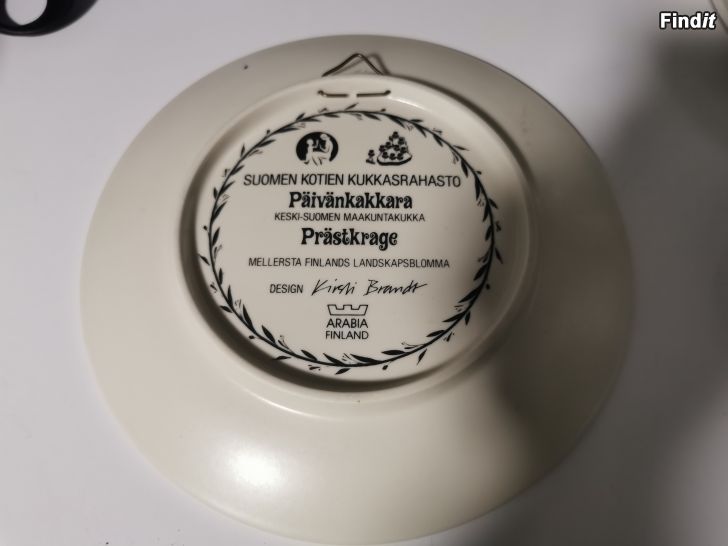 Findit
SUOMEN KOTIEN KUKKASRAHASTO
Päivänkakkara
KESKI-SUOMEN MAAKUNTAKUKKA
Prästkrage
MELLERSTA FINLANDS LANDSKAPSBLOMMA
DESIGN Kirsti Brandt
ARABIA
FINLAND